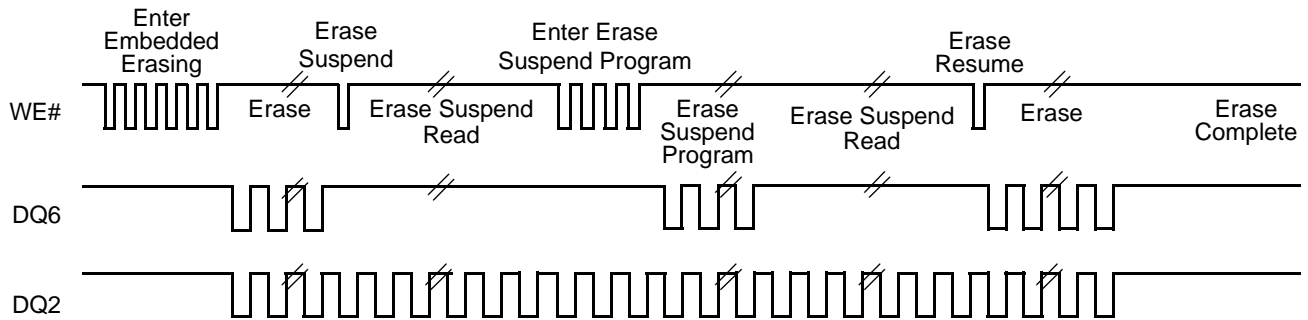 Enter
Embedded
Erasing
Erase
Suspend
Enter Erase
Suspend Program
Erase
Resume
WE#
Erase
Erase Suspend
Read
Erase
Suspend
Program
Erase Suspend
Read
Erase
Erase
Complete
DQ6
DQ2